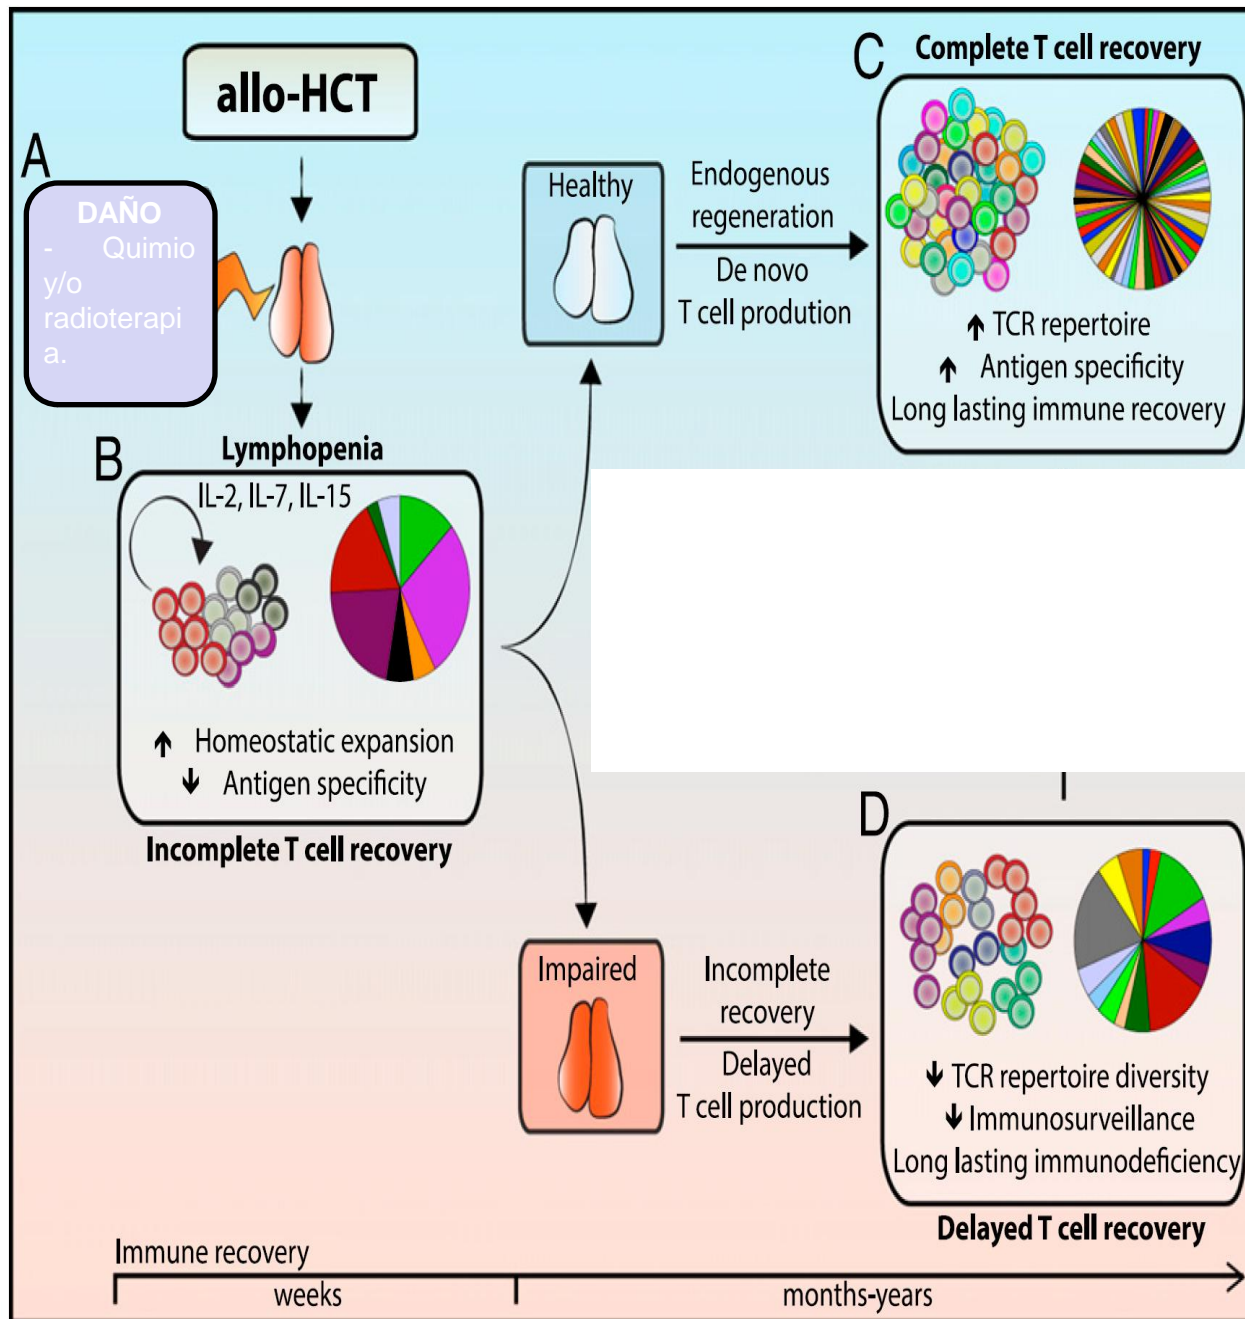 allo-HCT
A
DAÑO
- Quimio
y/o
radioterapi
a.
Lymphopenia
B
IL-2, IL-7, IL-15
Homeostatic expansion
Antigen specificity
Incomplete T cell recovery
Healthy
Endogenous
regeneration
De novo
T cell prodution
C
Complete T cell recovery
TCR repertoire
Antigen specificity
Long lasting immune recovery
Impaired
Incomplete
recovery
Delayed
T cell production
D
TCR repertoire diversity
Immunosurveillance
Long lasting immunodeficiency
Delayed T cell recovery
Immune recovery
weeks
months-years